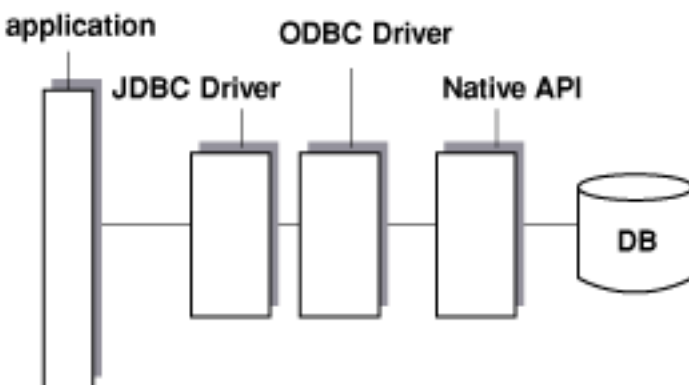 application
ODBC Driver
JDBC Driver
Native API
DB